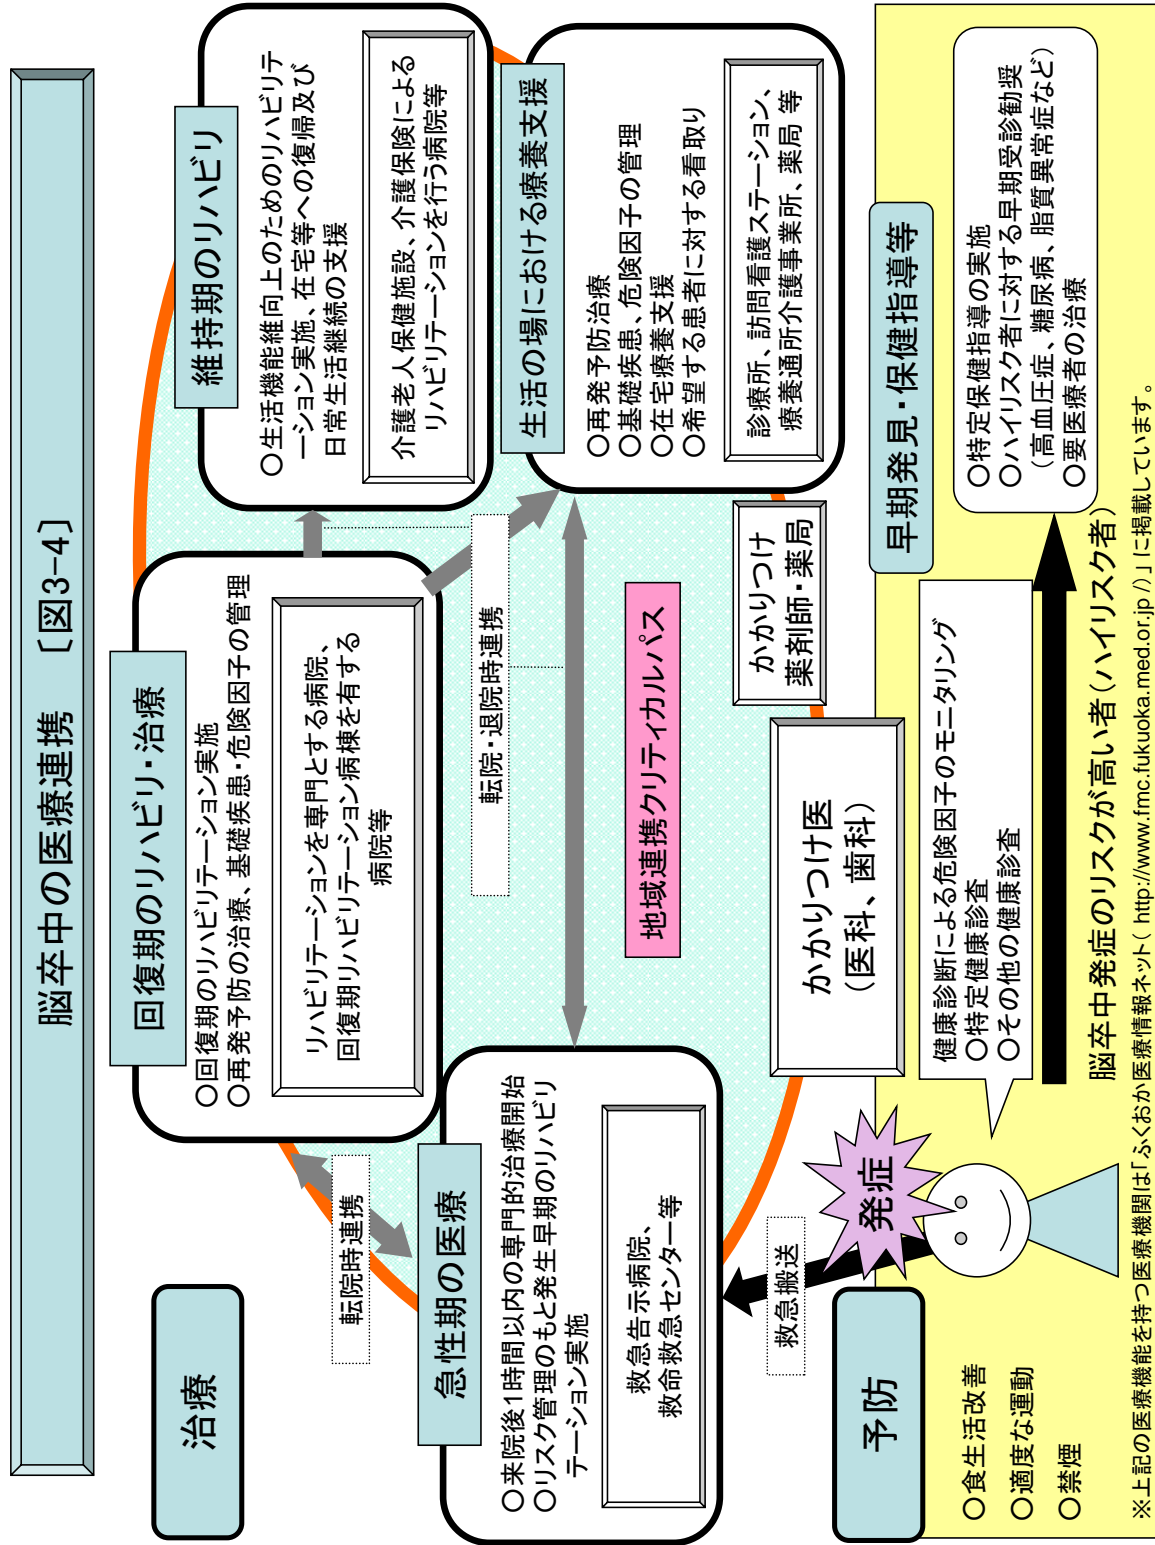 脳卒中の医療連携 〔図3-4〕
治療
回復期のリハビリ・治療
○回復期のリハビリテーション実施
○再発予防の治療、基礎疾患・危険因子の管理
リハビリテーションを専門とする病院、
回復期リハビリテーション病棟を有する
病院等
維持期のリハビリ
○生活機能維向上のためのリハビリテ
ーション実施、在宅等への復帰及び
日常生活継続の支援
介護老人保健施設、介護保険による
リハビリテーションを行う病院等
転院時連携
急性期の医療
○来院後1時間以内の専門的治療開始
○リスク管理のもと発生早期のリハビリ
テーション実施
救急告示病院、
救命救急センター等
転院・退院時連携
生活の場における療養支援
○再発予防治療
○基礎疾患、危険因子の管理
○在宅療養支援
○希望する患者に対する看取り
診療所、訪問看護ステーション、
療養通所介護事業所、薬局 等
地域連携クリティカルパス
かかりつけ
薬剤師・薬局
かかりつけ医
(医科、歯科)
救急搬送
発症
予防
○食生活改善
○適度な運動
○禁煙
健康診断による危険因子のモニタリング
○特定健康診査
○その他の健康診査
早期発見・保健指導等
○特定保健指導の実施
○ハイリスク者に対する早期受診勧奨
(高血圧症、糖尿病、脂質異常症など)
○要医療者の治療
脳卒中発症のリスクが高い者(ハイリスク者)
※上記の医療機能を持つ医療機関は「ふくおか医療情報ネット( http://www.fmc.fukuoka.med.or.jp /)」に掲載しています。